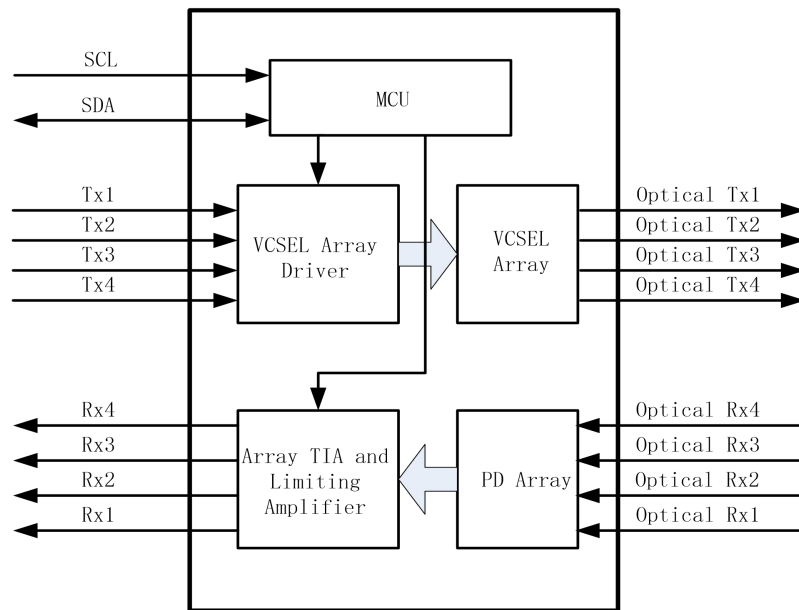 SCL
SDA
MCU
Tx1
Tx2
Tx3
Tx4
VCSEL Array
Driver
VCSEL
Array
Optical Tx1
Optical Tx2
Optical Tx3
Optical Tx4
Rx4
Rx3
Rx2
Rx1
Array TIA and
Limiting
Amplifier
PD Array
Optical Rx4
Optical Rx3
Optical Rx2
Optical Rx1